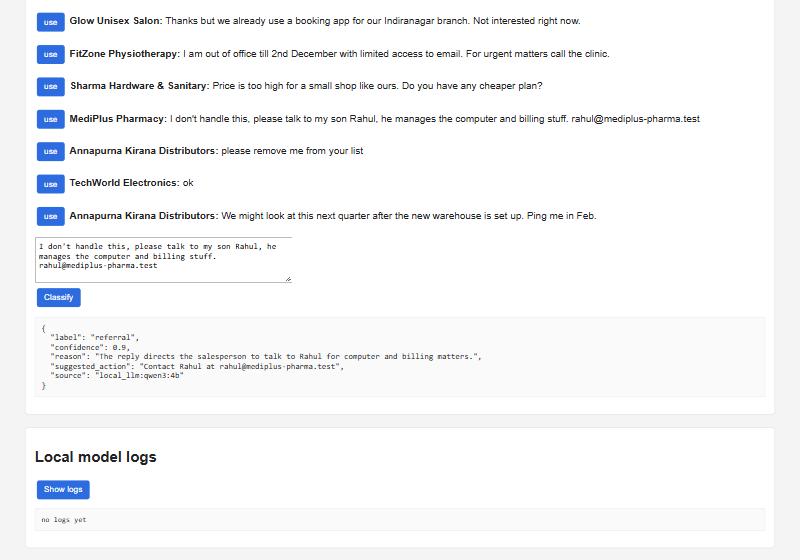 use Glow Unisex Salon: Thanks but we already use a booking app for our Indiranagar branch. Not interested right now.
use FitZone Physiotherapy: I am out of office till 2nd December with limited access to email. For urgent matters call the clinic.
use Sharma Hardware & Sanitary: Price is too high for a small shop like ours. Do you have any cheaper plan?
use MediPlus Pharmacy: I don't handle this, please talk to my son Rahul, he manages the computer and billing stuff. rahul@mediplus-pharma.test
use Annapurna Kirana Distributors: please remove me from your list
use TechWorld Electronics: ok
use Annapurna Kirana Distributors: We might look at this next quarter after the new warehouse is set up. Ping me in Feb.
I don't handle this, please talk to my son Rahul, he
manages the computer and billing stuff.
rahul@mediplus-pharma.test
Classify
{
  "label": "referral",
  "confidence": 0.9,
  "reason": "The reply directs the salesperson to talk to Rahul for computer and billing matters.",
  "suggested_action": "Contact Rahul at rahul@mediplus-pharma.test",
  "source": "local_llm:qwen3:4b"
}
Local model logs
Show logs
no logs yet